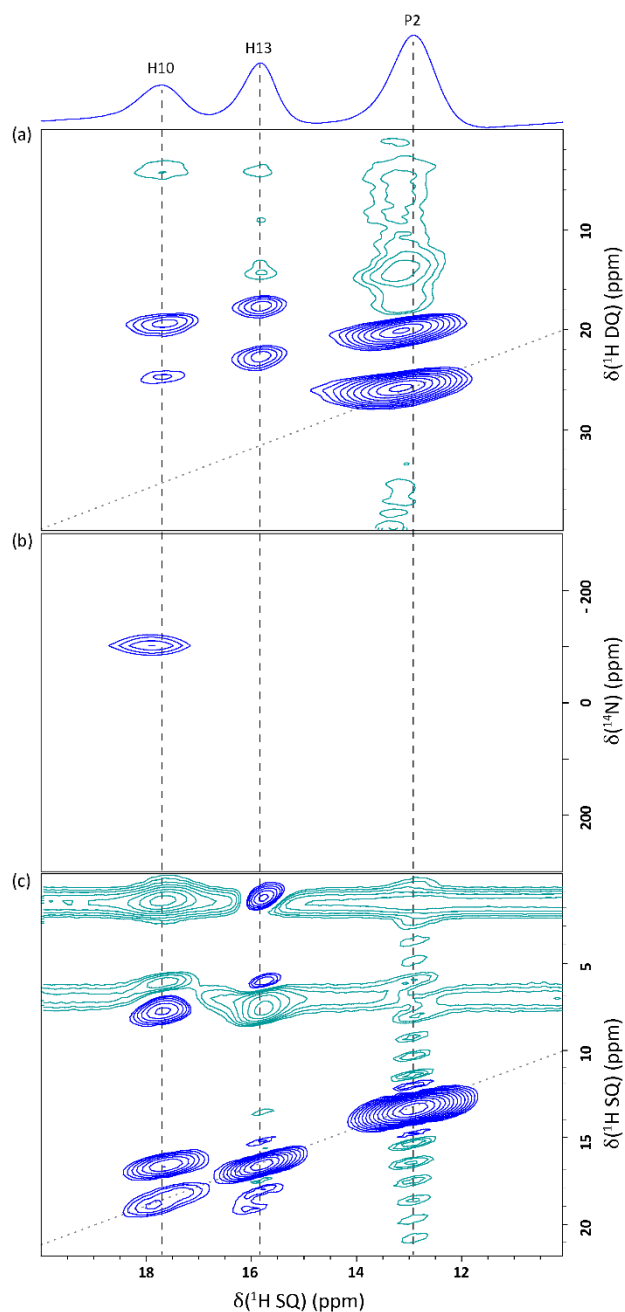 P2
H13
H10
(a)
10
20
30
δ(¹H DQ) (ppm)
(b)
- 200
0
200
δ(¹⁴N) (ppm)
(c)
5
10
15
20
δ(¹H SQ) (ppm)
18
16
14
12
δ(¹H SQ) (ppm)